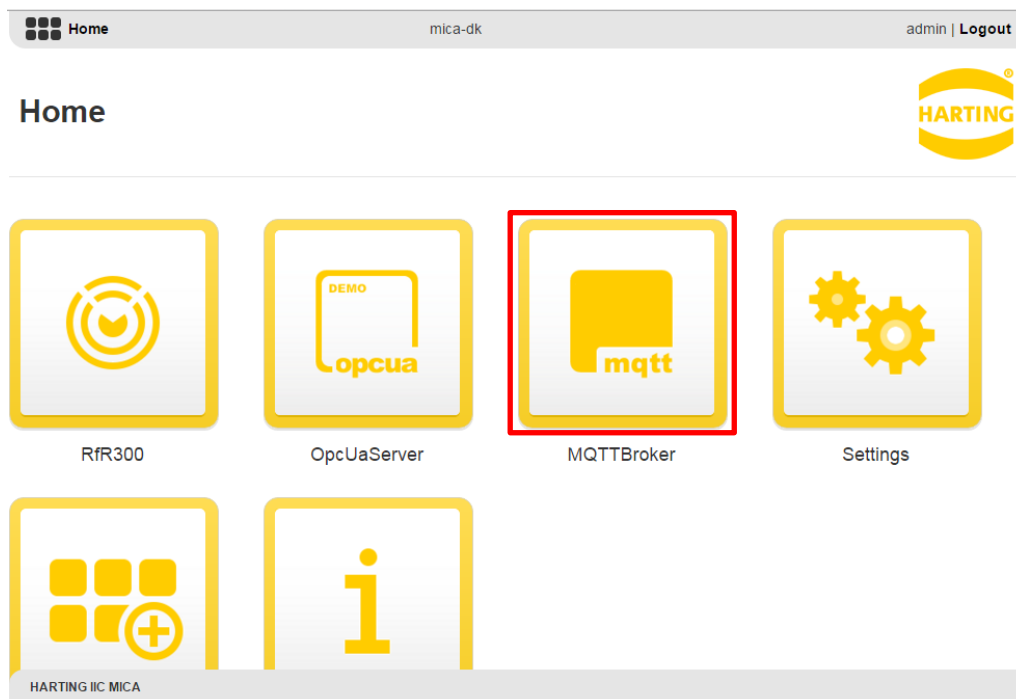 Home mica-dk admin | Logout
Home
HARTING
DEMO
opcua
mqtt
RfR300 OpcUaServer MQTTBroker Settings
i
HARTING IIC MICA